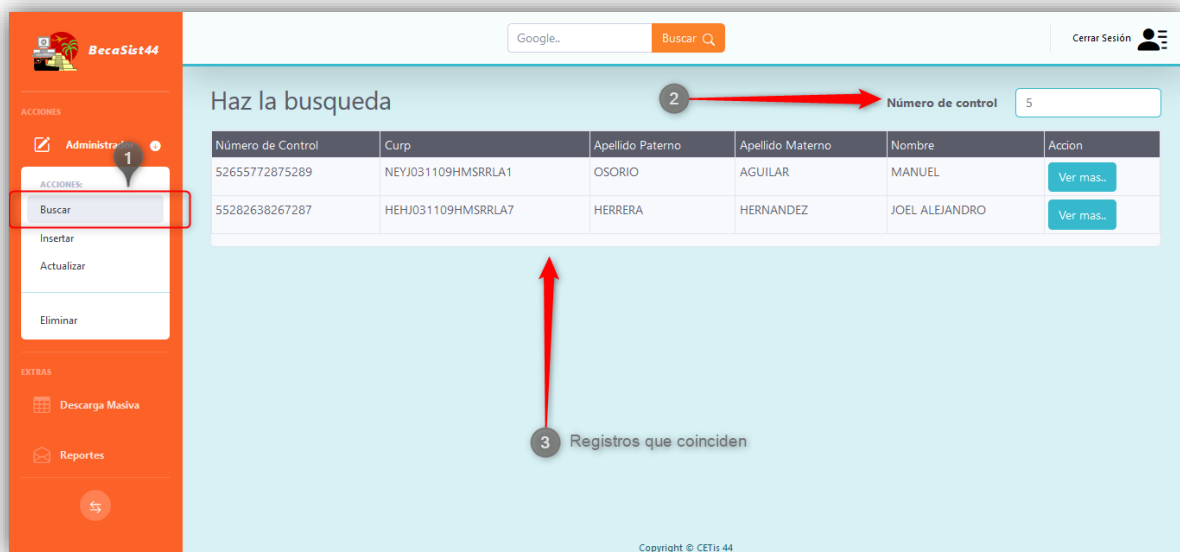 BecaSist44
Google.. Buscar
Cerrar Sesión
ACCIONES
Administrador
1
ACCIONES:
Buscar
Insertar
Actualizar
Eliminar
EXTRAS
Descarga Masiva
Reportes
Haz la busqueda
2
Número de control 5
Número de Control Curp Apellido Paterno Apellido Materno Nombre Accion
52655772875289 NEYJ031109HMSRRLA1 OSORIO AGUILAR MANUEL Ver mas..
55282638267287 HEHJ031109HMSRRLA7 HERRERA HERNANDEZ JOEL ALEJANDRO Ver mas..
3 Registros que coinciden
Copyright © CETis 44